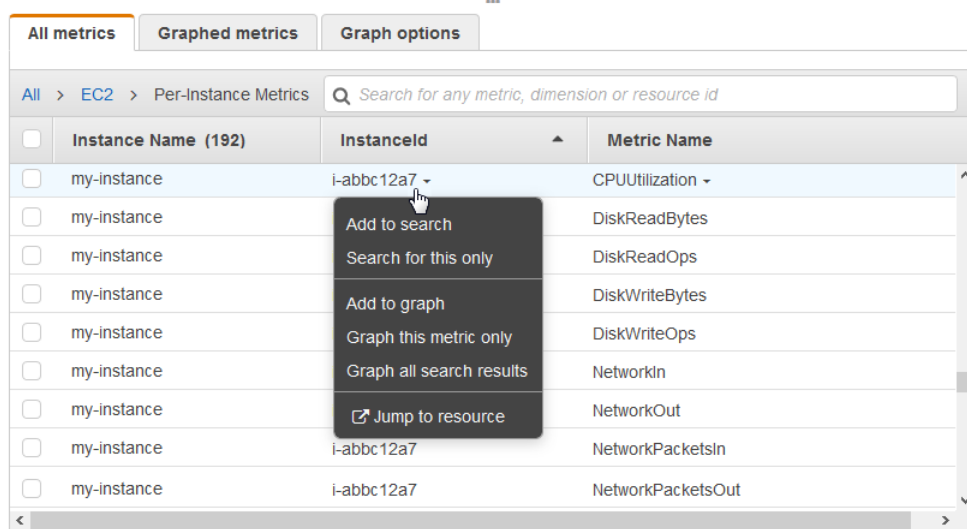 All metrics Graphed metrics Graph options
All > EC2 > Per-Instance Metrics Search for any metric, dimension or resource id
Instance Name (192) InstanceId Metric Name
my-instance i-abbc12a7 CPUUtilization
my-instance DiskReadBytes
my-instance DiskReadOps
my-instance DiskWriteBytes
my-instance DiskWriteOps
my-instance NetworkIn
my-instance NetworkOut
my-instance i-abbc12a7 NetworkPacketsIn
my-instance i-abbc12a7 NetworkPacketsOut
Add to search
Search for this only
Add to graph
Graph this metric only
Graph all search results
Jump to resource